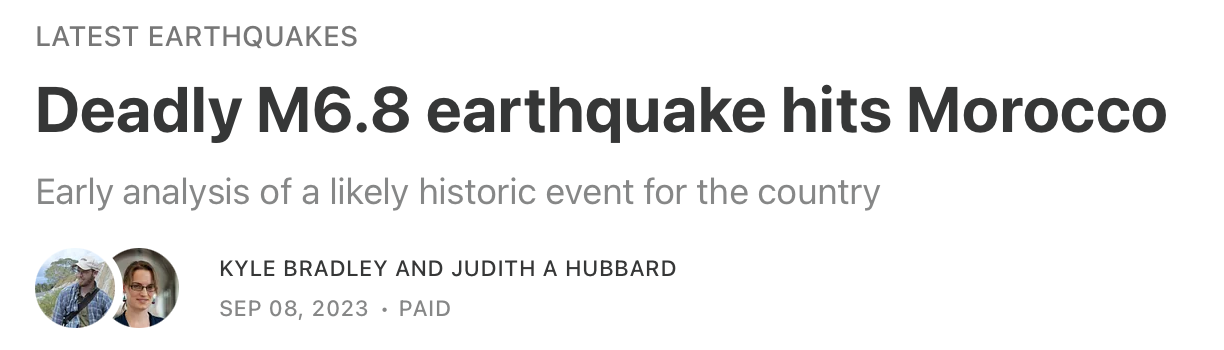 LATEST EARTHQUAKES
Deadly M6.8 earthquake hits Morocco
Early analysis of a likely historic event for the country
KYLE BRADLEY AND JUDITH A HUBBARD
SEP 08, 2023 • PAID